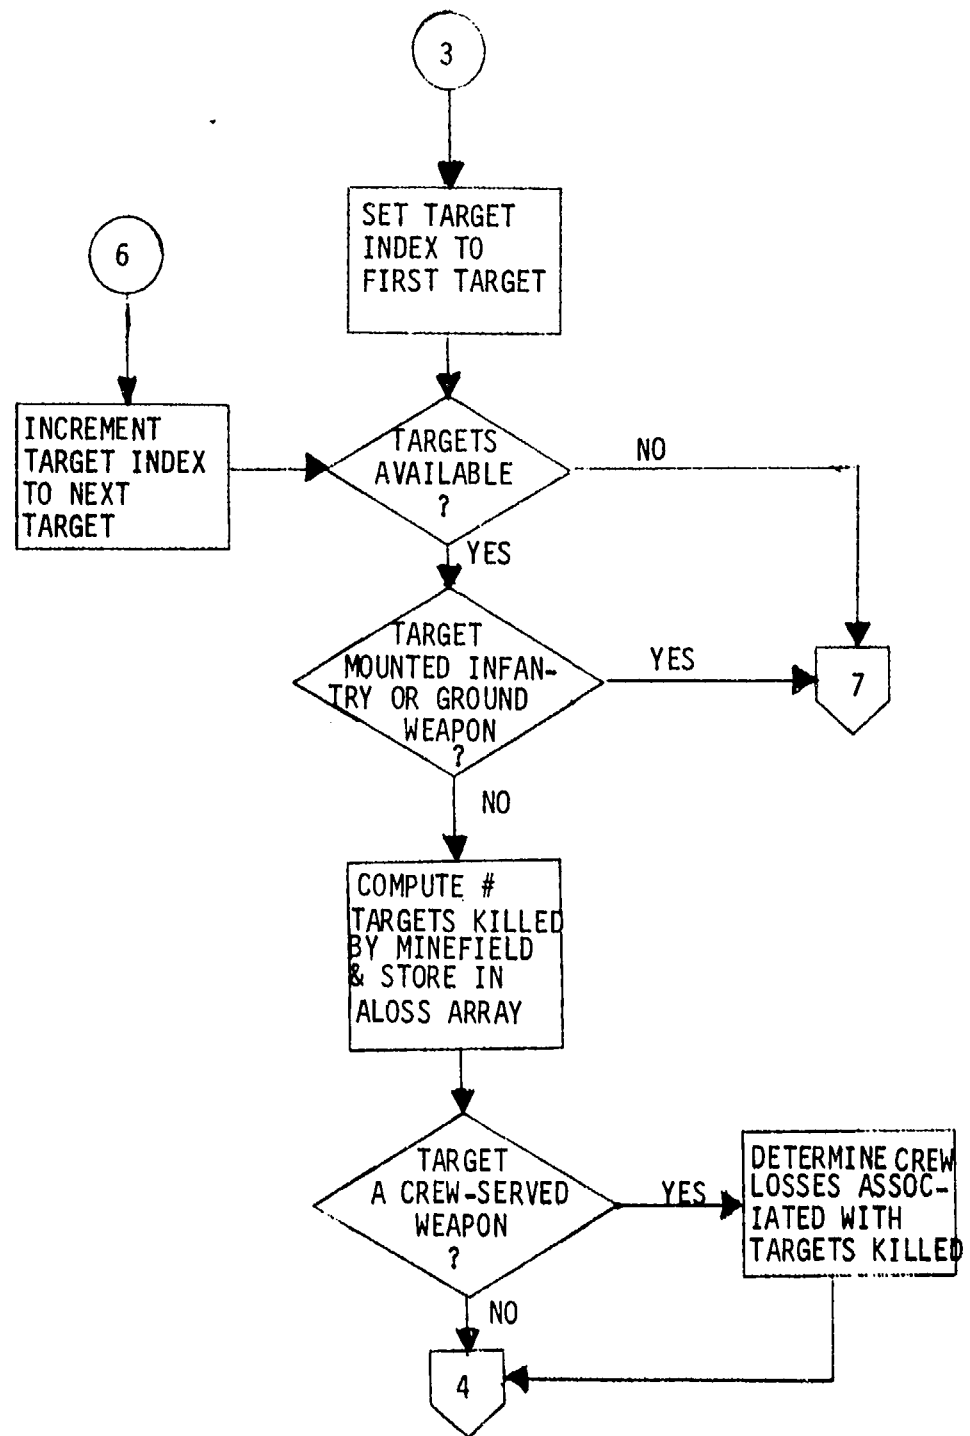 3
SET TARGET
INDEX TO
FIRST TARGET
6
INCREMENT
TARGET INDEX
TO NEXT
TARGET
TARGETS
AVAILABLE
?
NO
YES
TARGET
MOUNTED INFAN-
TRY OR GROUND
WEAPON
?
YES
7
NO
COMPUTE #
TARGETS KILLED
BY MINEFIELD
& STORE IN
ALOSS ARRAY
TARGET
A CREW-SERVED
WEAPON
?
YES
DETERMINE CREW
LOSSES ASSOC-
IATED WITH
TARGETS KILLED
NO
4